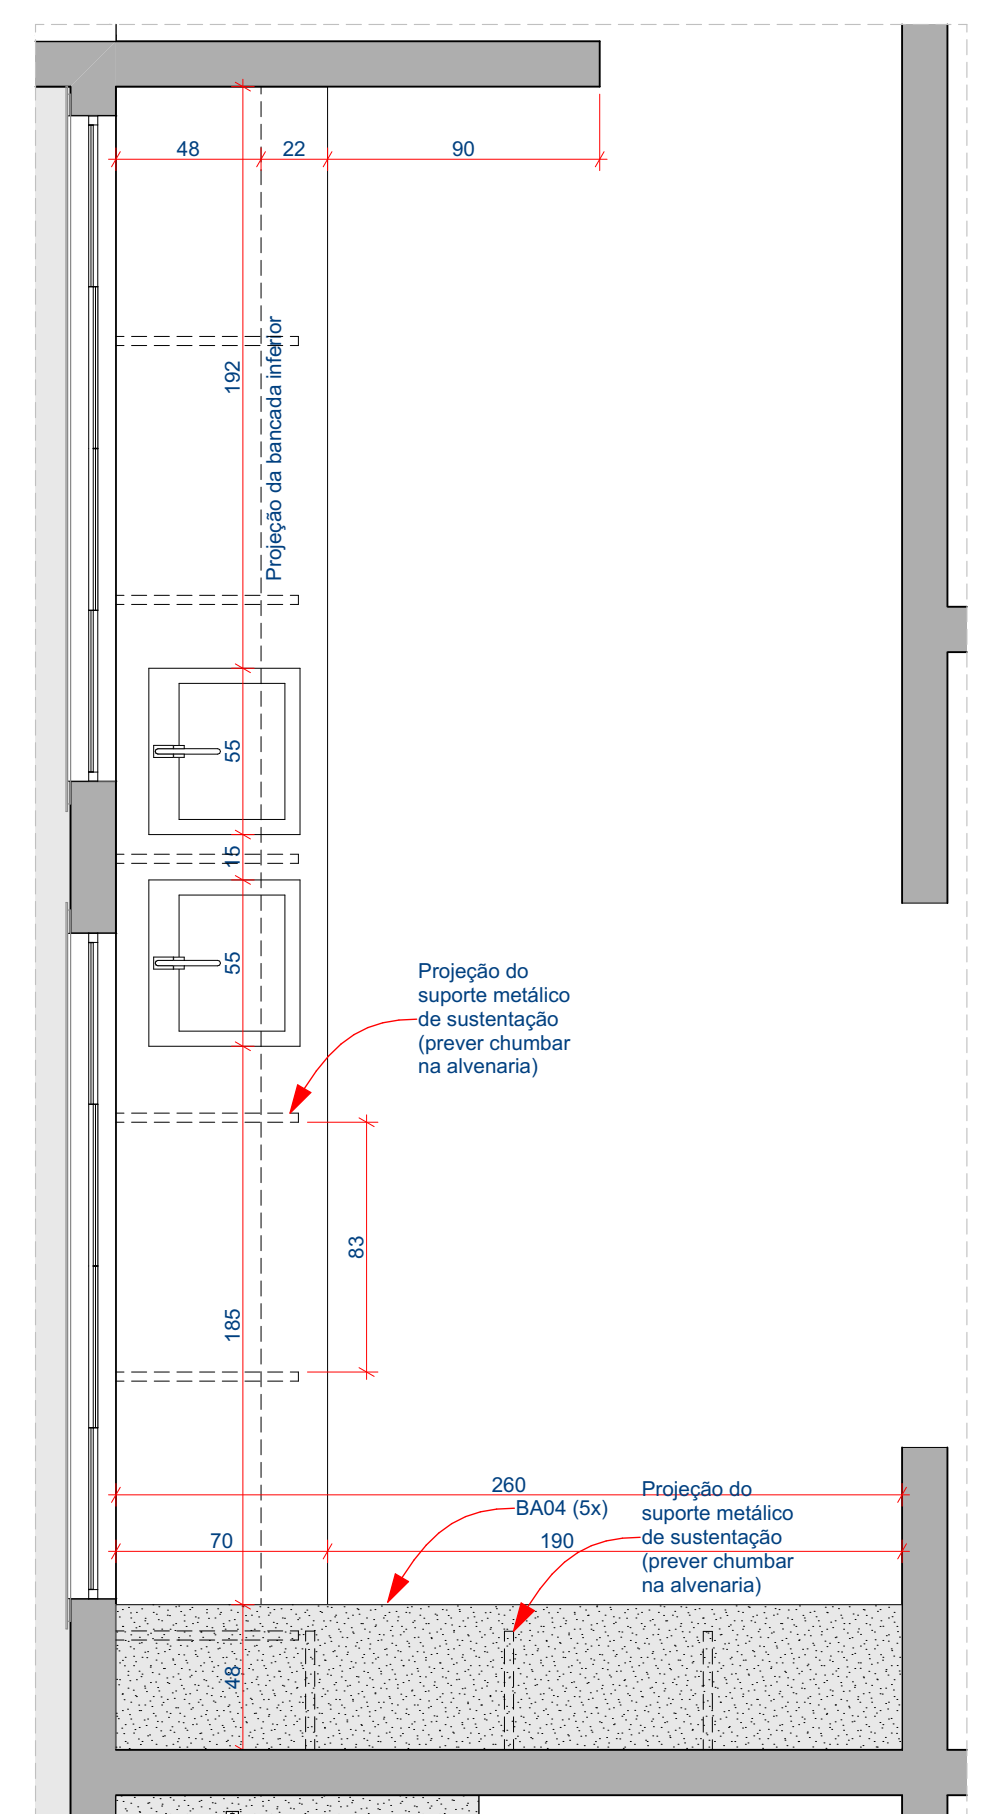 48
22
90
192
Projeção da bancada inferior
55
15
55
Projeção do
suporte metálico
de sustentação
(prever chumbar
na alvenaria)
83
185
260
BA04 (5x)
Projeção do
suporte metálico
de sustentação
(prever chumbar
na alvenaria)
70
190
48